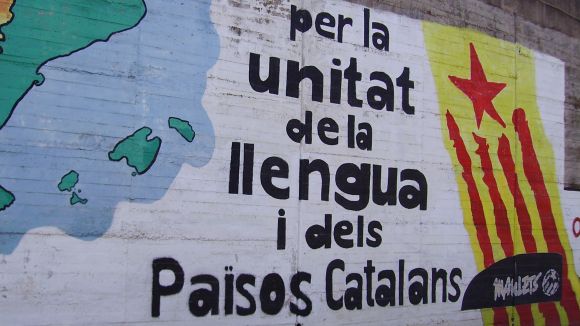 per la
unitat
de la
llengua
i dels
Països Catalans
MAULETS